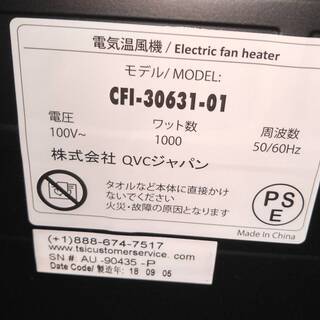 電気温風機 / Electric fan heater
モデル/ MODEL:
CFI-30631-01
電圧 ワット数 周波数
100V~ 1000 50/60Hz
株式会社 QVCジャパン
タオルなど本体に直接かけ
ないでください
火災・故障の原因となります
PS
E
Made In China
(+1)888-674-7517
www.tsicustomerservice.com
SN #: AU -90435 -P
Date Code/ 製造年: 18 09 05